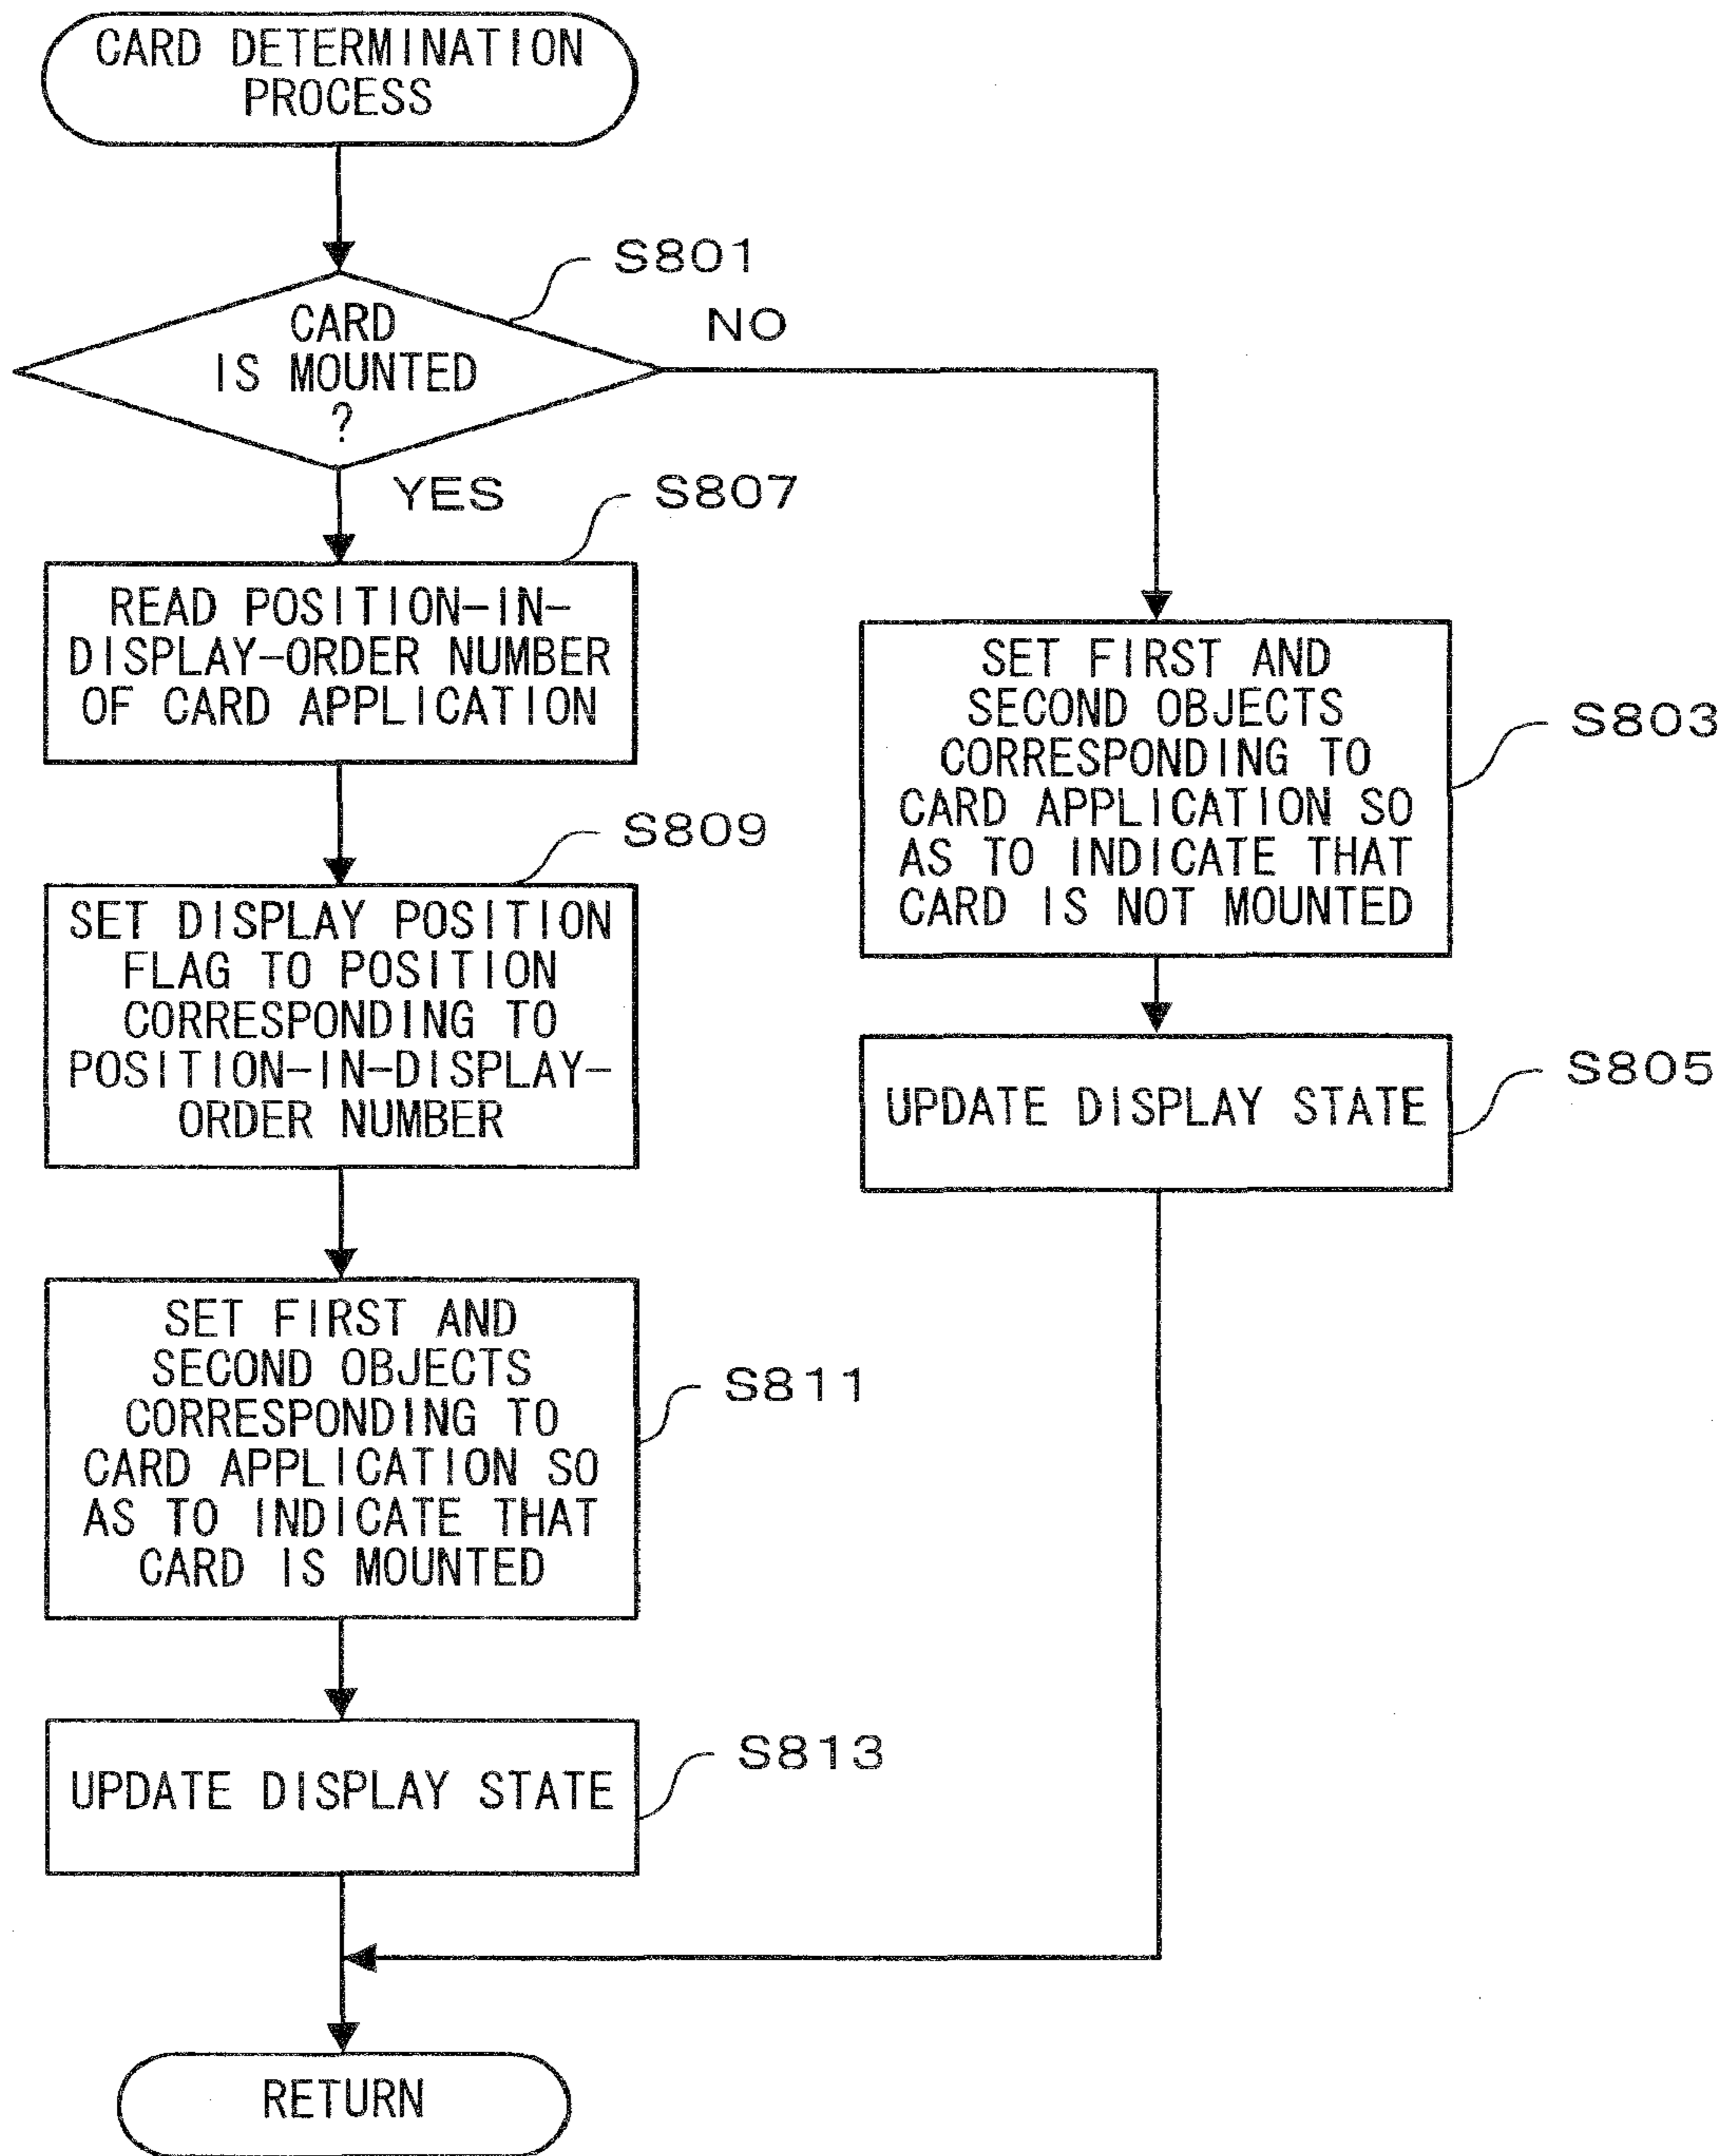 CARD DETERMINATION
PROCESS
S801
CARD
IS MOUNTED
?
NO
YES
S807
READ POSITION-IN-
DISPLAY-ORDER NUMBER
OF CARD APPLICATION
SET FIRST AND
SECOND OBJECTS
CORRESPONDING TO
CARD APPLICATION SO
AS TO INDICATE THAT
CARD IS NOT MOUNTED
S803
S809
SET DISPLAY POSITION
FLAG TO POSITION
CORRESPONDING TO
POSITION-IN-DISPLAY-
ORDER NUMBER
UPDATE DISPLAY STATE
S805
SET FIRST AND
SECOND OBJECTS
CORRESPONDING TO
CARD APPLICATION SO
AS TO INDICATE THAT
CARD IS MOUNTED
S811
UPDATE DISPLAY STATE
S813
RETURN